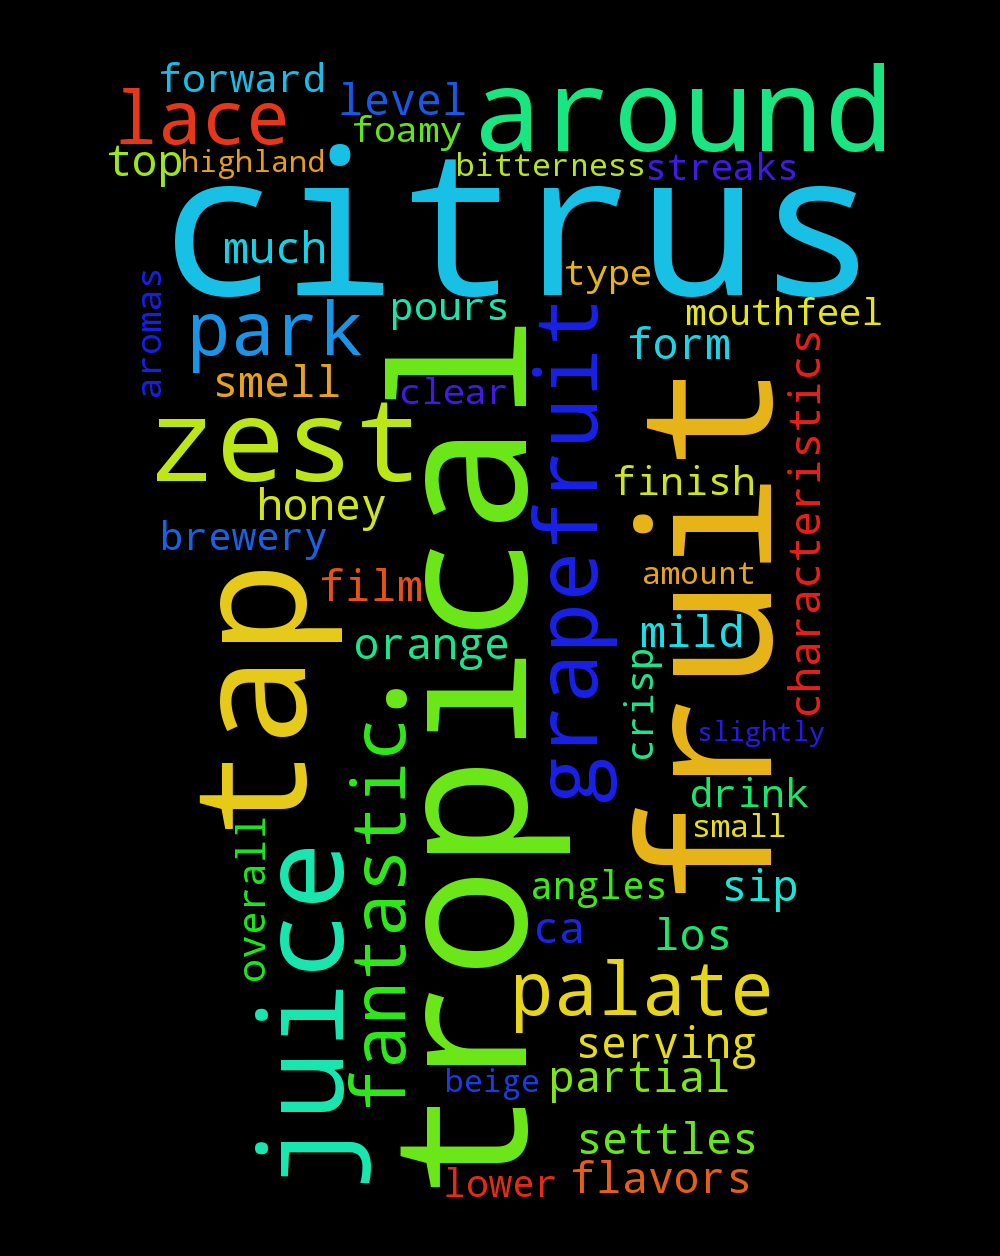 forward
level
around
lace
foamy
top
highland
bitterness
streaks
citrus
much
type
aromas
park
pours
mouthfeel
form
smell
clear
tropical
grapefruit
fruit
characteristics
zest
finish
honey
brewery
film
amount
tap
orange
mild
crisp
fantastic.
slightly
drink
small
overall
juice
angles
sip
ca
los
palate
serving
beige
partial
settles
lower
flavors